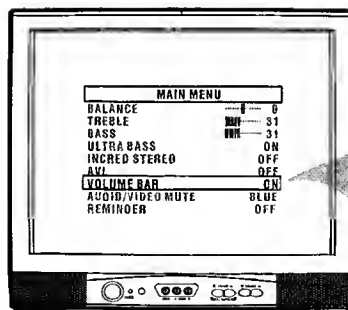 MAIN MENU
BALANCE 0
TREBLE 31
BASS 31
ULTRA BASS ON
INCRED STEREO OFF
AVL OFF
VOLUME BAR ON
AUDIO/VIDEO MUTE BLUE
REMINDER OFF